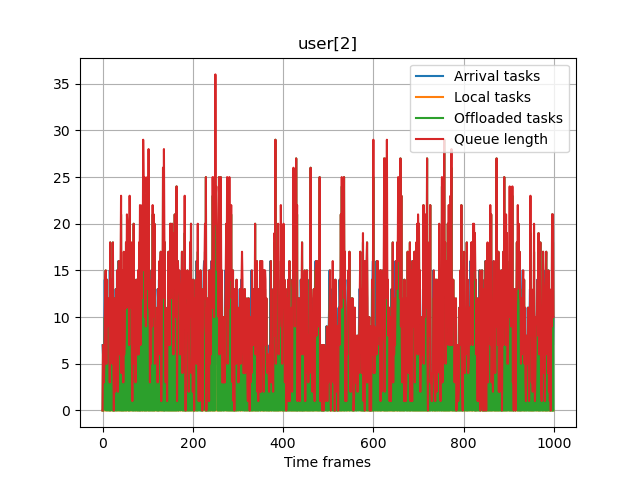 user[2]
Arrival tasks
Local tasks
Offloaded tasks
Queue length
35
30
25
20
15
10
5
0
0 200 400 600 800 1000
Time frames